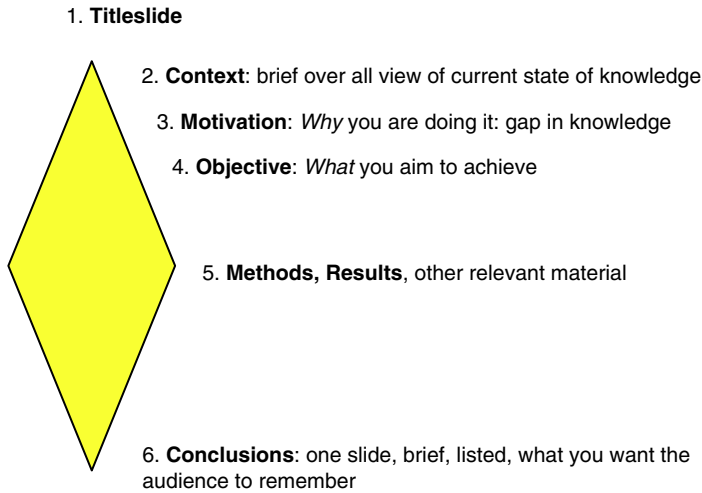 1. Titleslide
2. Context: brief over all view of current state of knowledge
3. Motivation: Why you are doing it: gap in knowledge
4. Objective: What you aim to achieve
5. Methods, Results, other relevant material
6. Conclusions: one slide, brief, listed, what you want the
audience to remember